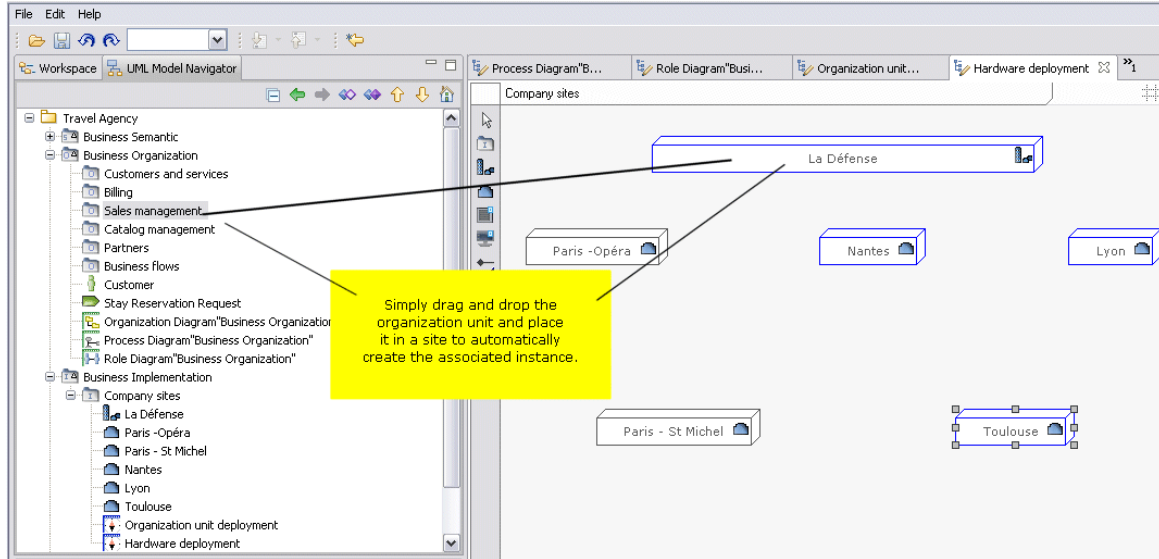 File Edit Help
Workspace UML Model Navigator
Process Diagram"B... Role Diagram"Busi... Organization unit... Hardware deployment »1
Company sites
Travel Agency
Business Semantic
Business Organization
Customers and services
Billing
Sales management
Catalog management
Partners
Business flows
Customer
Stay Reservation Request
Organization Diagram"Business Organization
Process Diagram"Business Organization"
Role Diagram"Business Organization"
Business Implementation
Company sites
La Défense
Paris -Opéra
Paris - St Michel
Nantes
Lyon
Toulouse
Organization unit deployment
Hardware deployment
La Défense
Paris -Opéra
Nantes
Lyon
Simply drag and drop the
organization unit and place
it in a site to automatically
create the associated instance.
Paris - St Michel
Toulouse